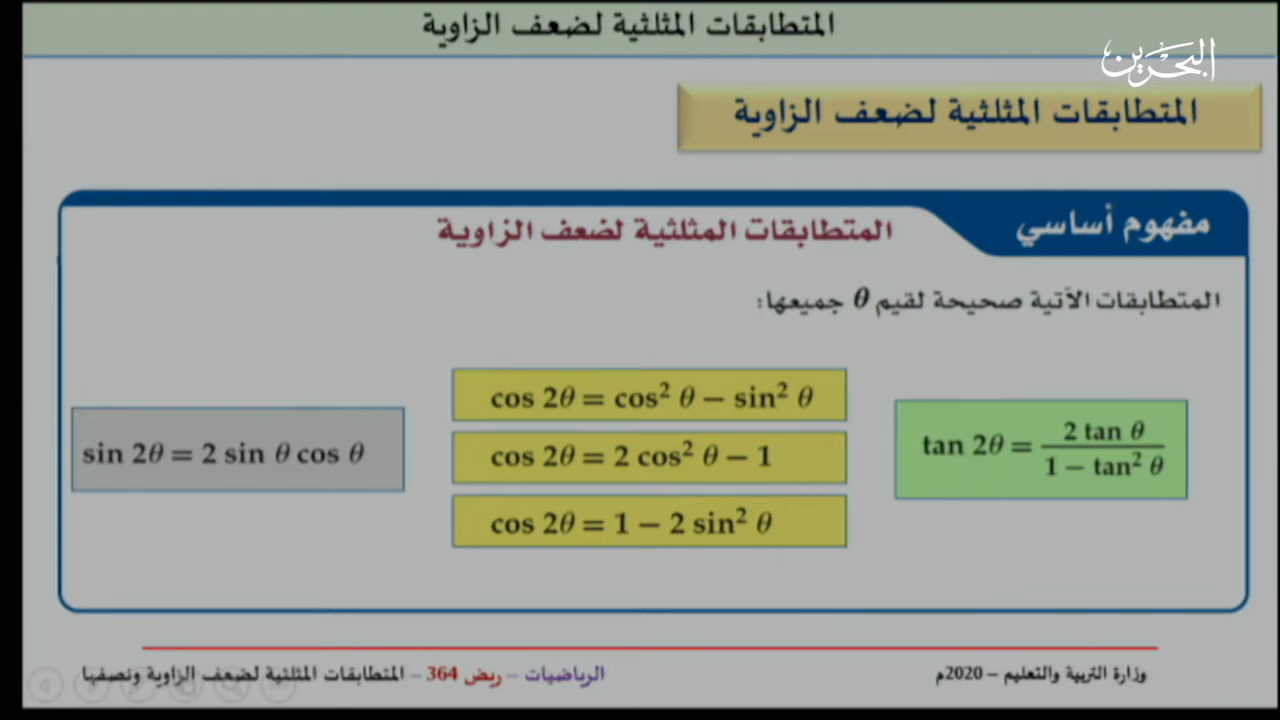 المتطابقات المثلثية لضعف الزاوية
البحرين
المتطابقات المثلثية لضعف الزاوية
مفهوم أساسي
المتطابقات المثلثية لضعف الزاوية
المتطابقات الآتية صحيحة لقيم θ جميعها:
sin 2θ = 2 sin θ cos θ
cos 2θ = cos² θ − sin² θ
cos 2θ = 2 cos² θ − 1
cos 2θ = 1 − 2 sin² θ
tan 2θ = 2 tan θ / 1 − tan² θ
وزارة التربية والتعليم – 2020م
الرياضيات – ريض 364 – المتطابقات المثلثية لضعف الزاوية ونصفها